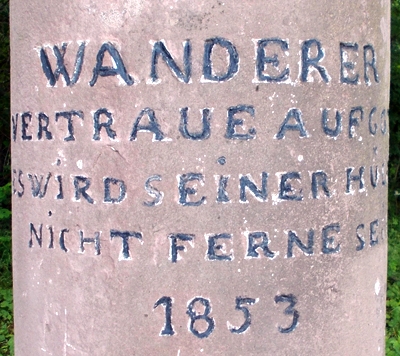 WANDERER
VERTRAUE AUF GO
ES WIRD SEINER HÜ
NICHT FERNE SE
1853